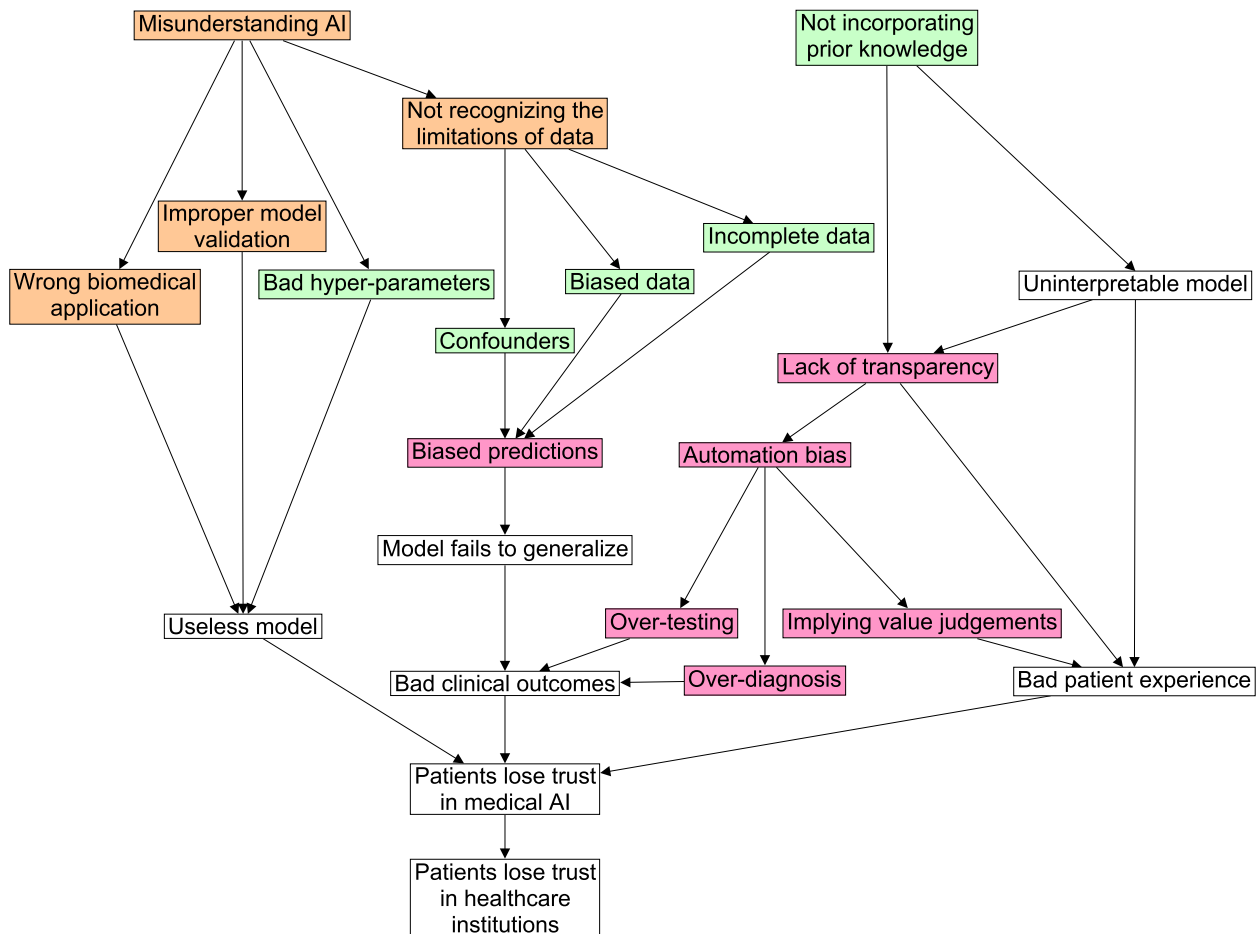 Misunderstanding AI
Not incorporating
prior knowledge
Not recognizing the
limitations of data
Improper model
validation
Incomplete data
Wrong biomedical
application
Bad hyper-parameters
Biased data
Uninterpretable model
Confounders
Lack of transparency
Biased predictions
Automation bias
Model fails to generalize
Useless model
Over-testing
Implying value judgements
Bad clinical outcomes
Over-diagnosis
Bad patient experience
Patients lose trust
in medical AI
Patients lose trust
in healthcare
institutions